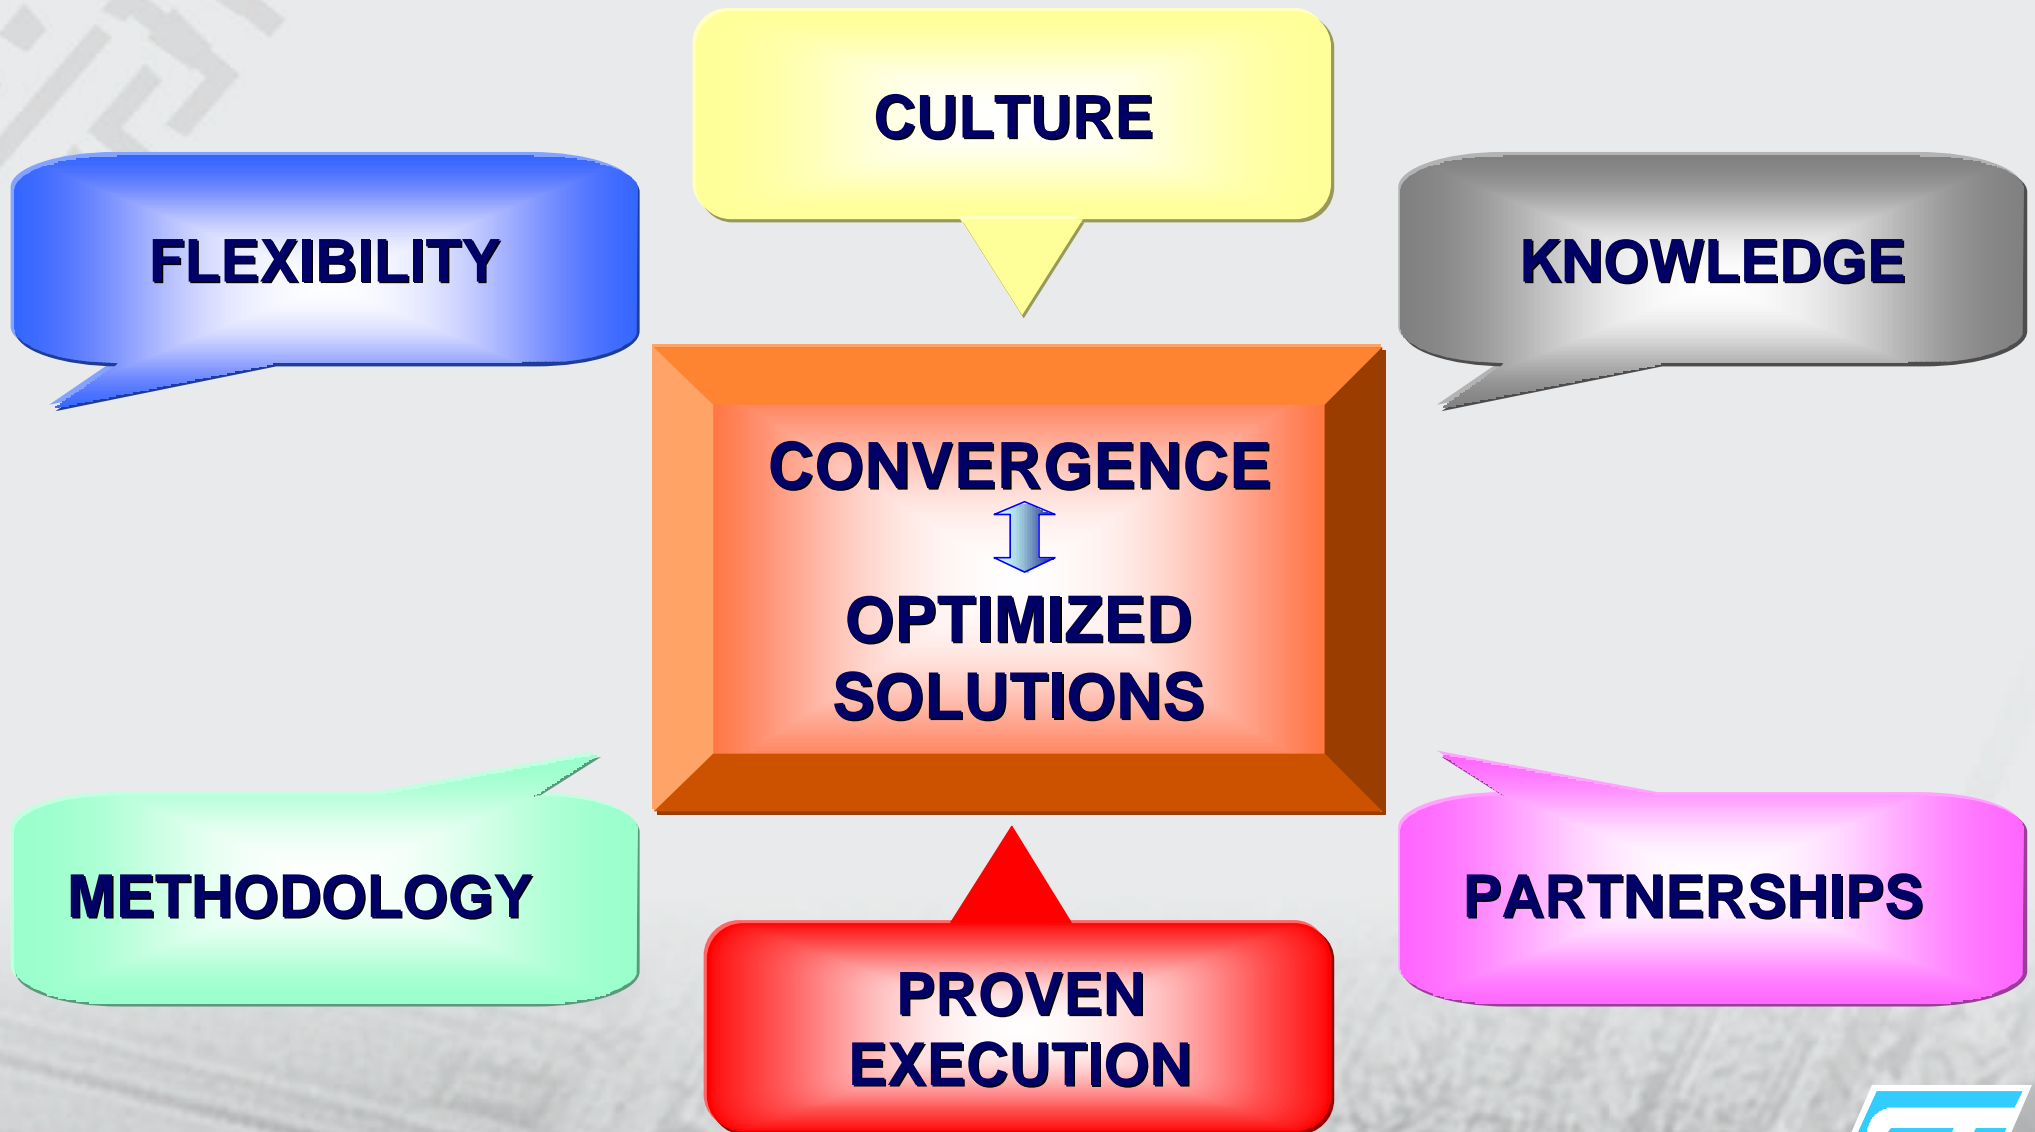 CULTURE
FLEXIBILITY
KNOWLEDGE
CONVERGENCE
OPTIMIZED
SOLUTIONS
METHODOLOGY
PARTNERSHIPS
PROVEN
EXECUTION